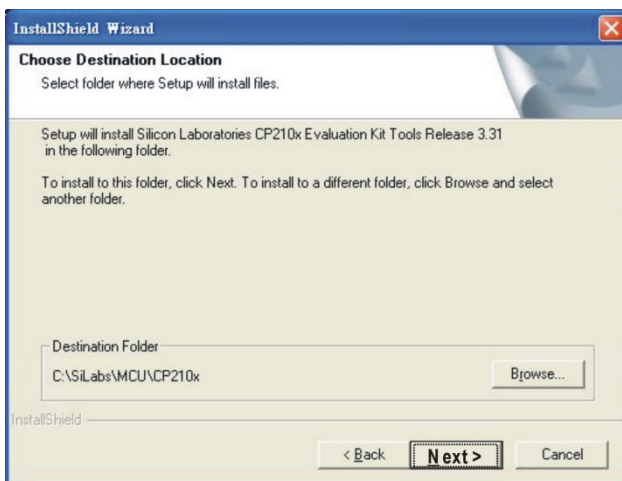 InstallShield Wizard
Choose Destination Location
Select folder where Setup will install files.
Setup will install Silicon Laboratories CP210x Evaluation Kit Tools Release 3.31
in the following folder.
To install to this folder, click Next. To install to a different folder, click Browse and select
another folder.
Destination Folder
C:\SiLabs\MCU\CP210x
Browse...
InstallShield
< Back
Next >
Cancel